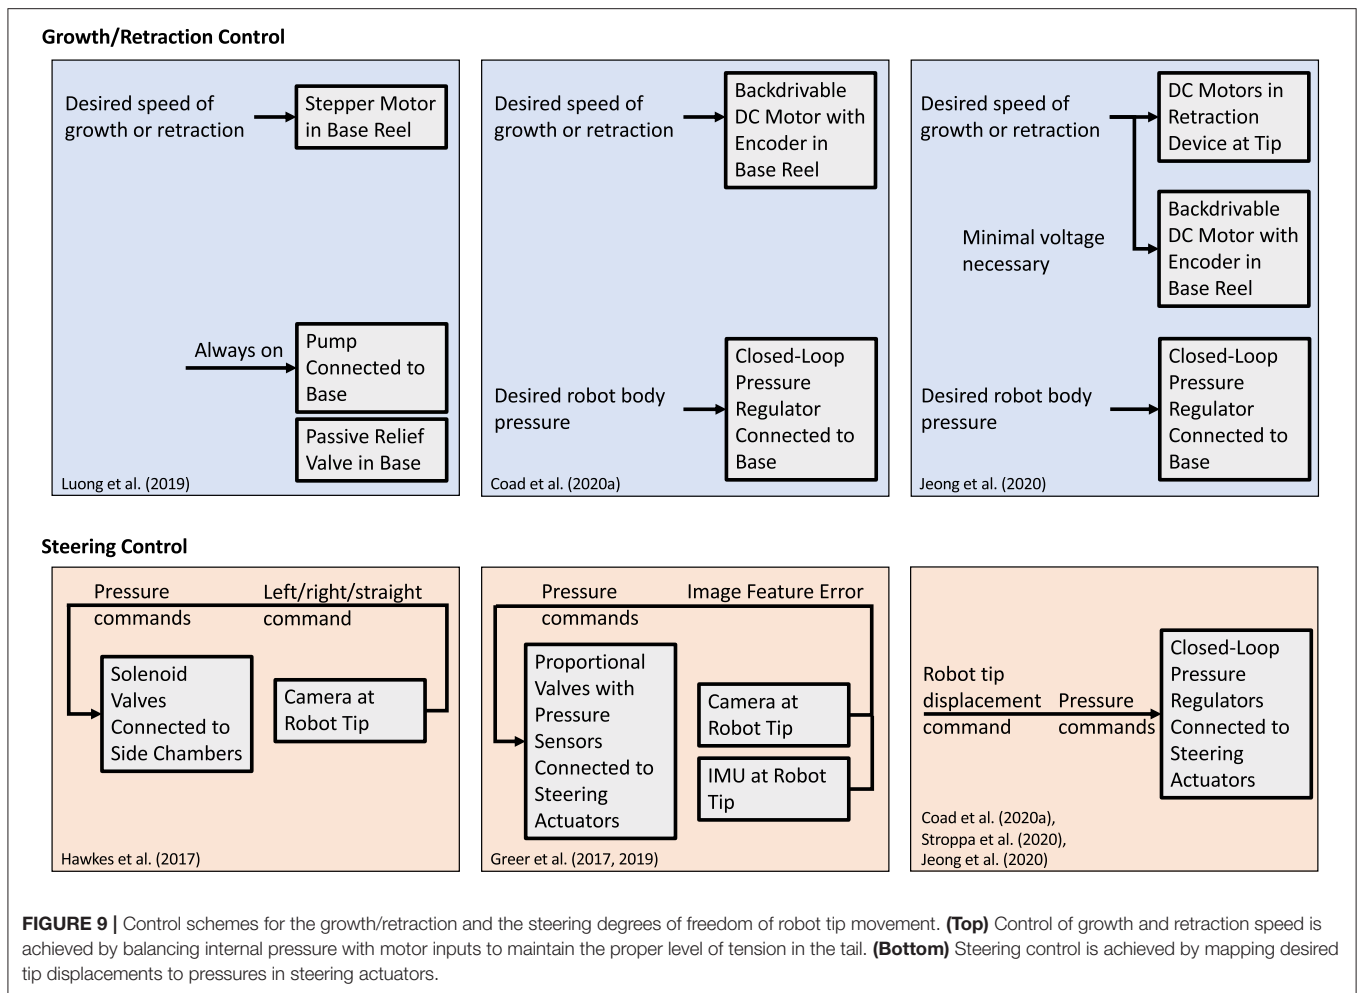 Growth/Retraction Control
Desired speed of
growth or retraction
Stepper Motor
in Base Reel
Always on
Pump
Connected to
Base
Passive Relief
Valve in Base
Luong et al. (2019)
Desired speed of
growth or retraction
Backdrivable
DC Motor with
Encoder in
Base Reel
Desired robot body
pressure
Closed-Loop
Pressure
Regulator
Connected to
Base
Coad et al. (2020a)
Desired speed of
growth or retraction
DC Motors in
Retraction
Device at Tip
Minimal voltage
necessary
Backdrivable
DC Motor with
Encoder in
Base Reel
Desired robot body
pressure
Closed-Loop
Pressure
Regulator
Connected to
Base
Jeong et al. (2020)
Steering Control
Pressure
commands
Left/right/straight
command
Solenoid
Valves
Connected to
Side Chambers
Camera at
Robot Tip
Hawkes et al. (2017)
Pressure
commands
Image Feature Error
Proportional
Valves with
Pressure
Sensors
Connected to
Steering
Actuators
Camera at
Robot Tip
IMU at Robot
Tip
Greer et al. (2017, 2019)
Robot tip
displacement
command
Pressure
commands
Closed-Loop
Pressure
Regulators
Connected to
Steering
Actuators
Coad et al. (2020a),
Stroppa et al. (2020),
Jeong et al. (2020)
FIGURE 9 | Control schemes for the growth/retraction and the steering degrees of freedom of robot tip movement. (Top) Control of growth and retraction speed is
achieved by balancing internal pressure with motor inputs to maintain the proper level of tension in the tail. (Bottom) Steering control is achieved by mapping desired
tip displacements to pressures in steering actuators.